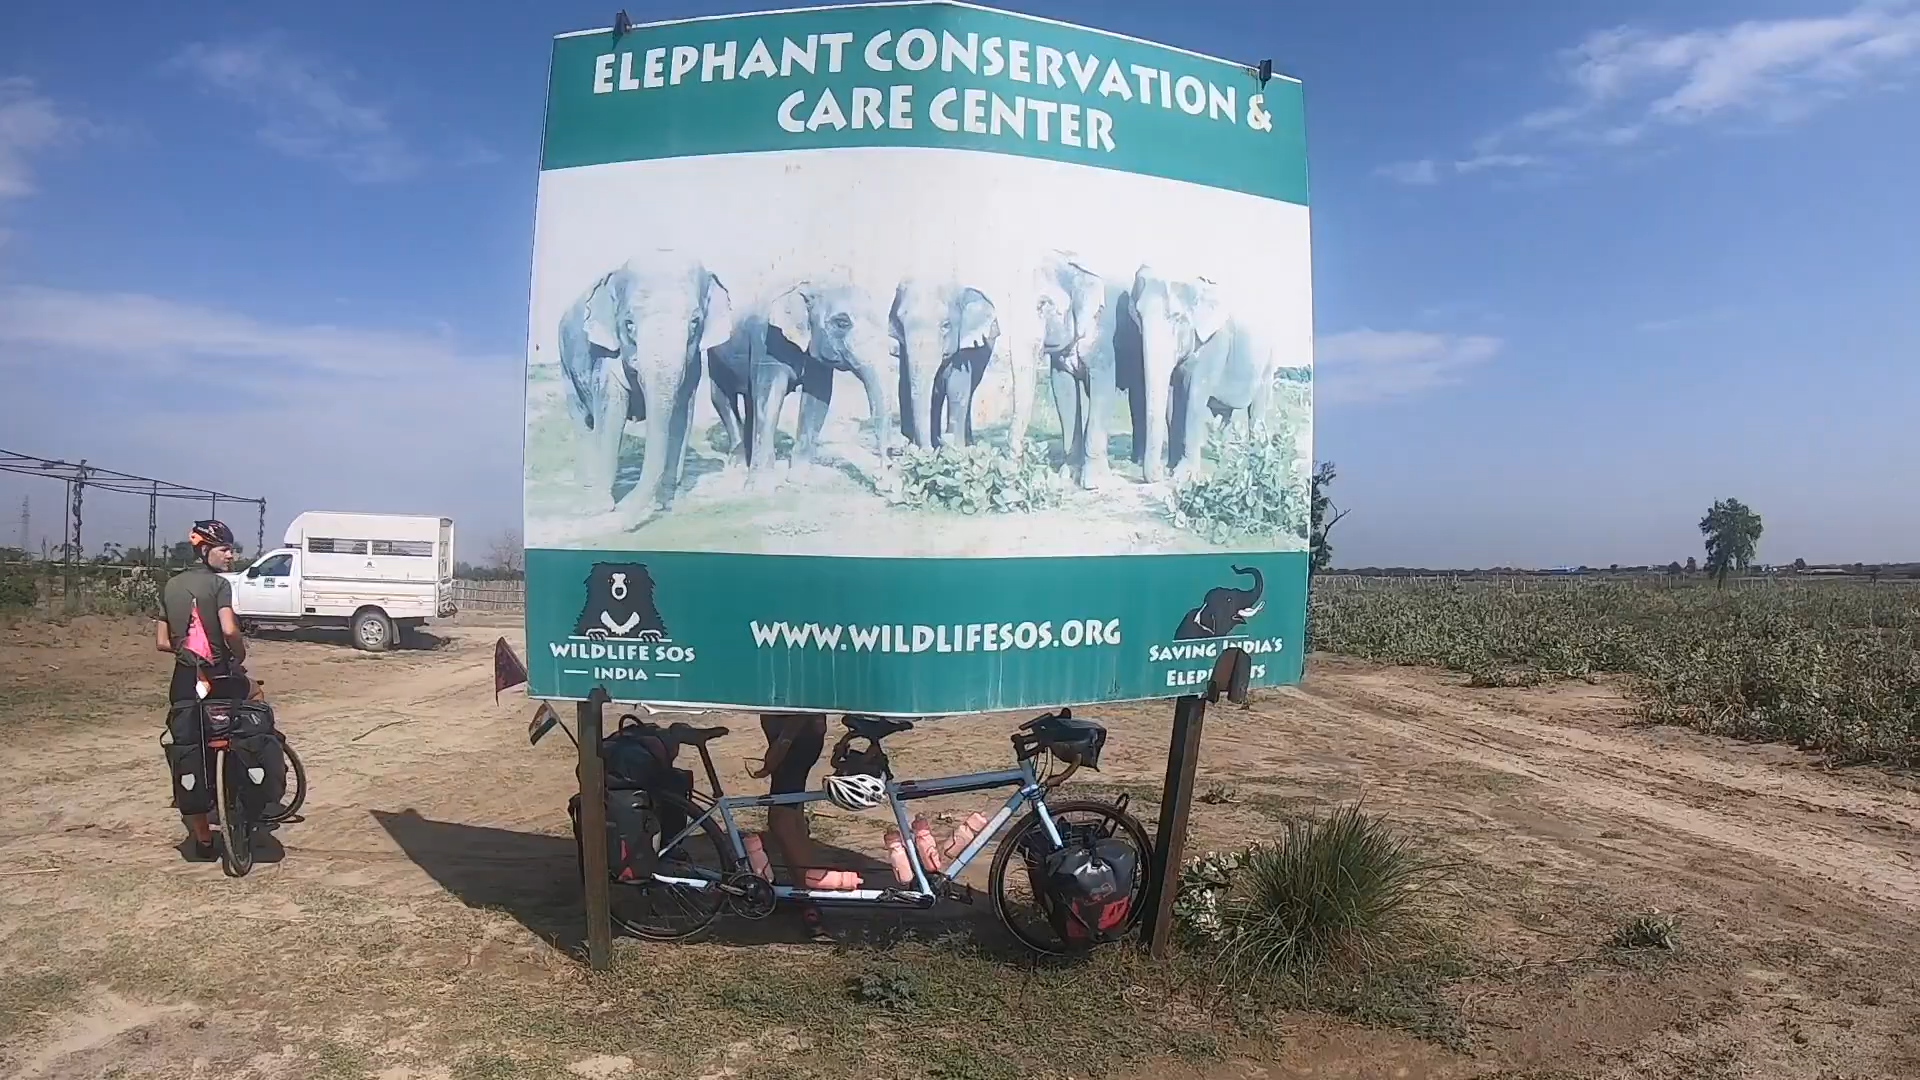 ELEPHANT CONSERVATION &
CARE CENTER
WILDLIFE SOS
INDIA
WWW.WILDLIFESOS.ORG
SAVING INDIA'S